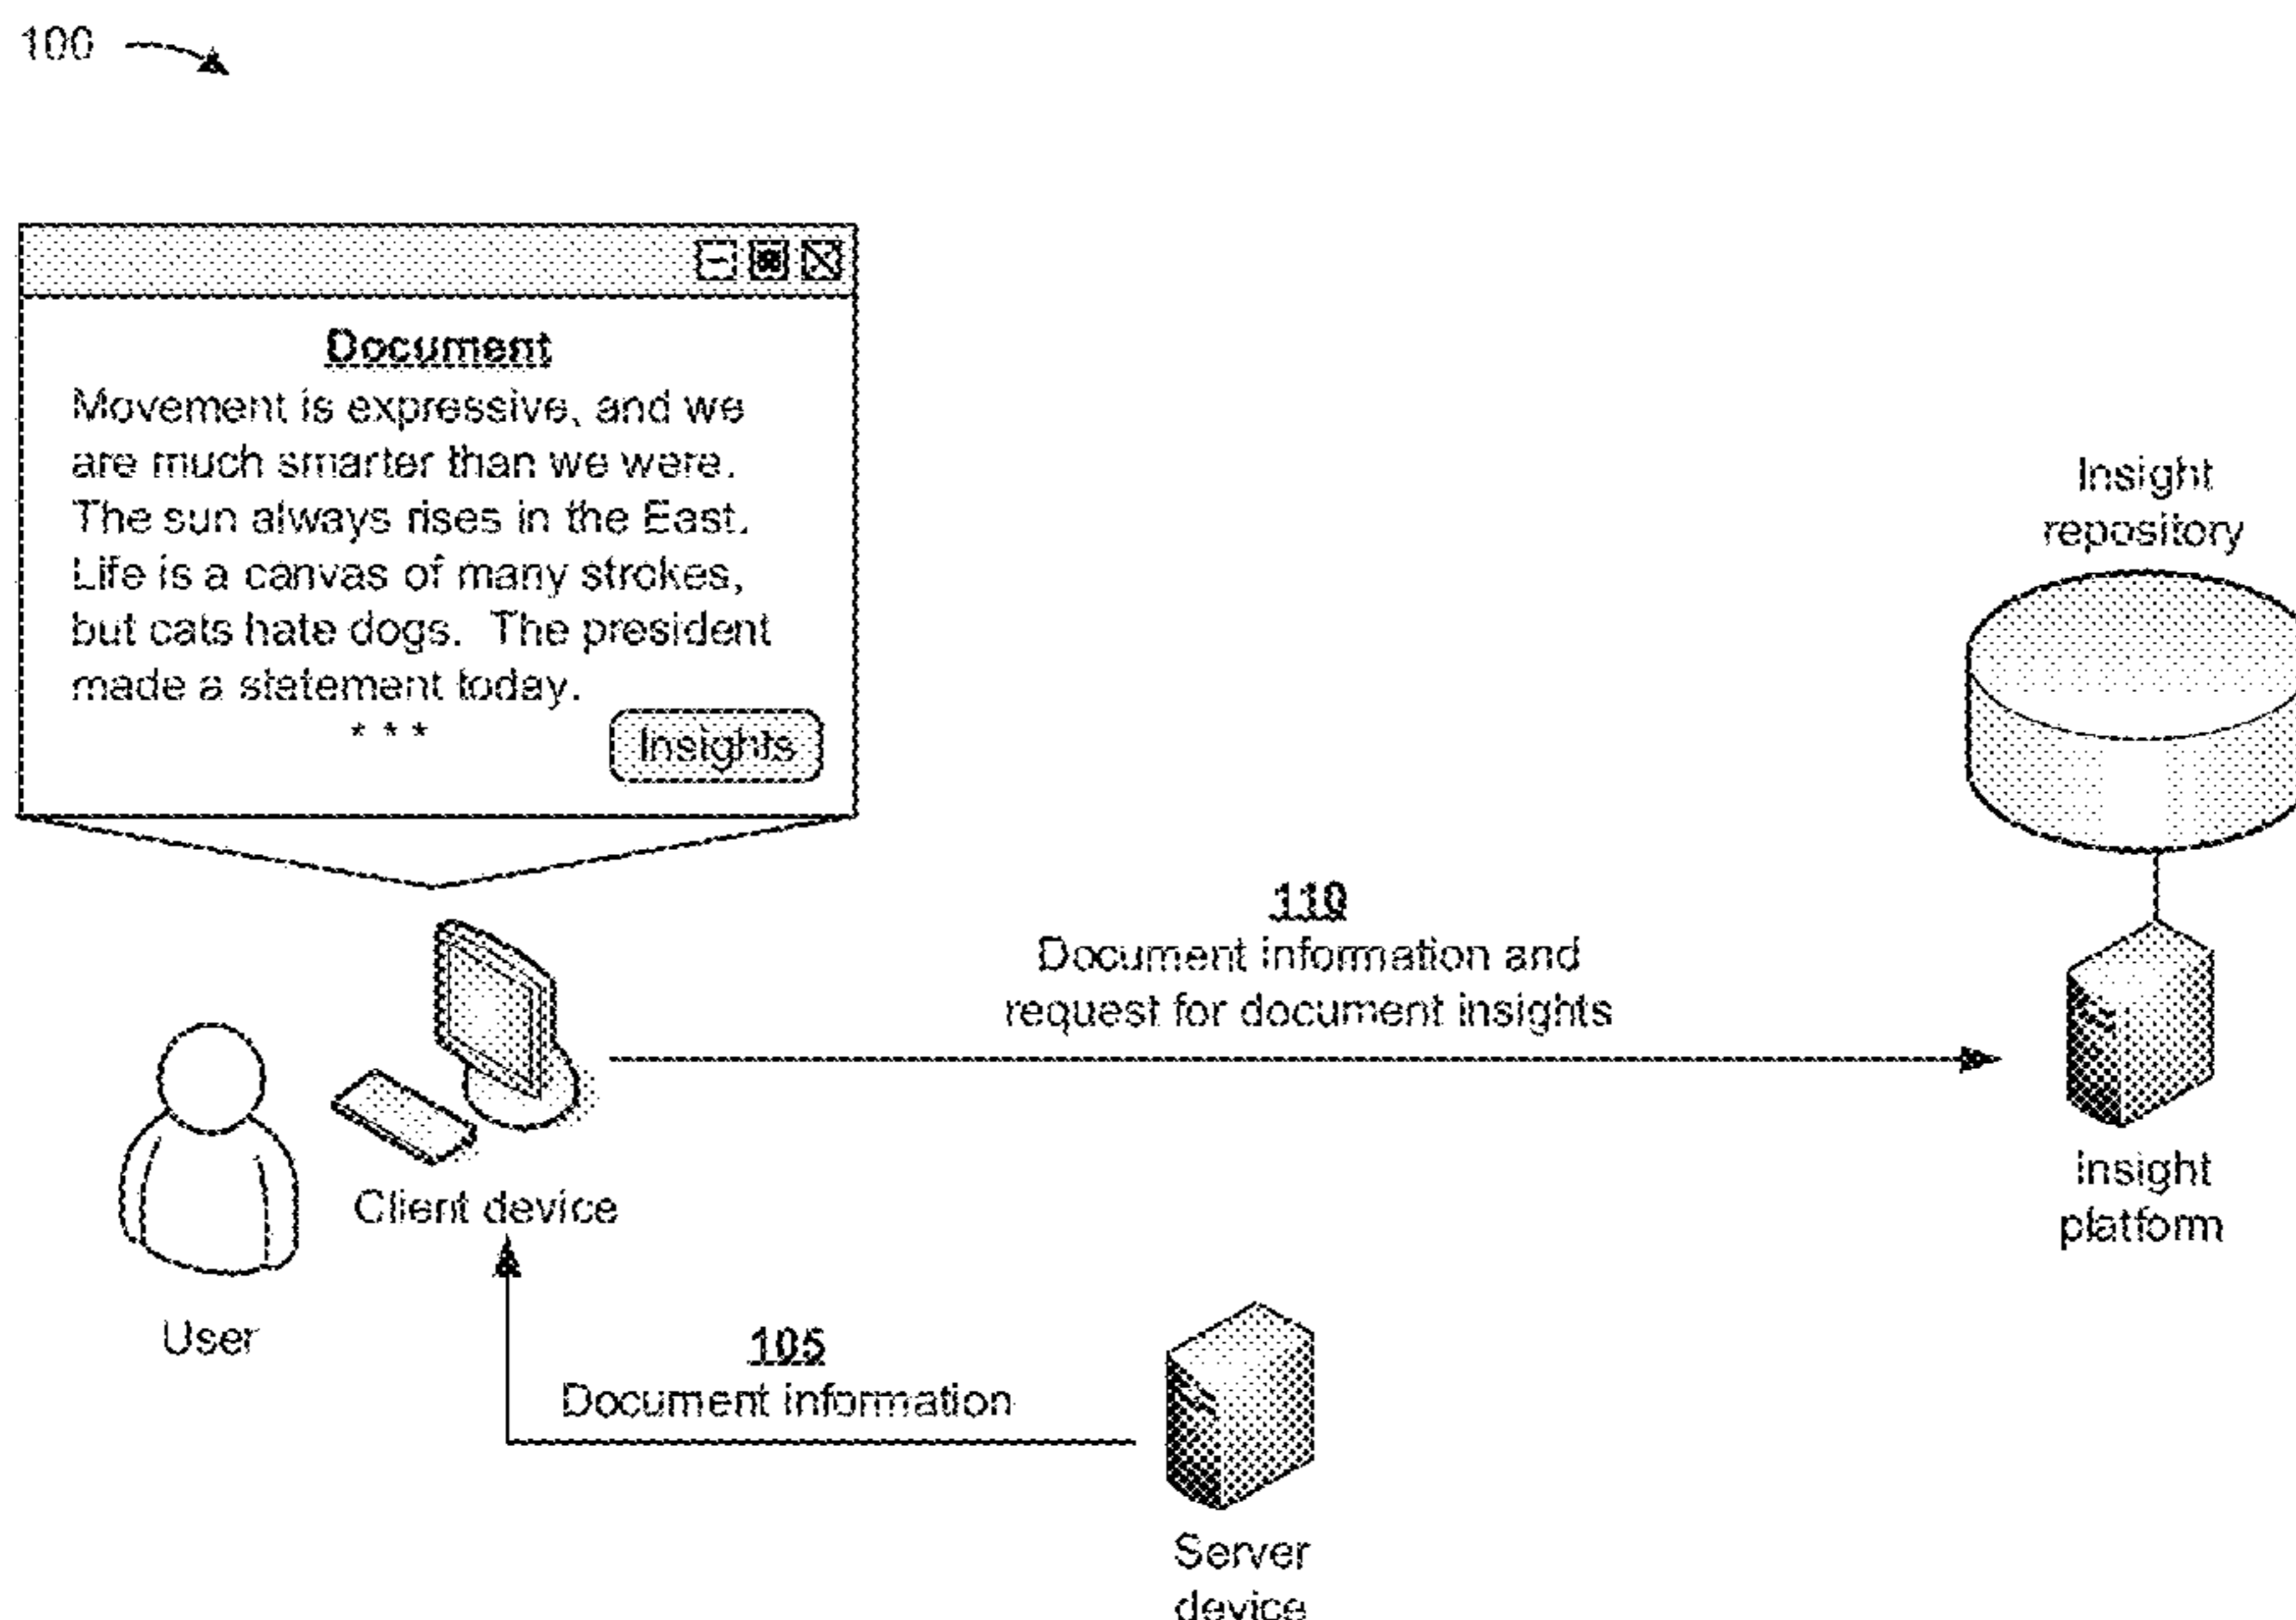 100
Document
Movement is expressive, and we
are much smarter than we were.
The sun always rises in the East.
Life is a canvas of many strokes,
but cats hate dogs.  The president
made a statement today.
* * *
Insights
Insight
repository
110
Document information and
request for document insights
Client device
User
Insight
platform
105
Document information
Server
device